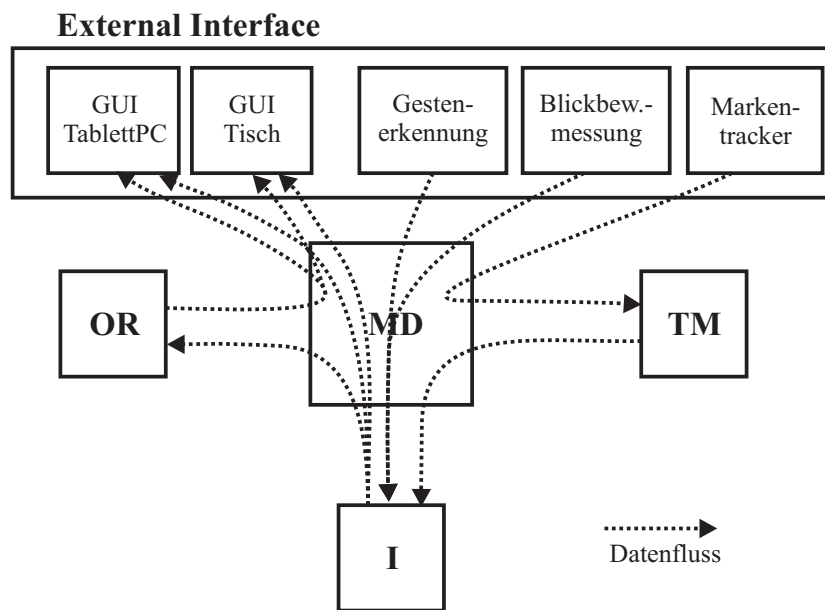 External Interface
GUI
TablettPC
GUI
Tisch
Gesten-
erkennung
Blickbew.-
messung
Marken-
tracker
OR
MD
TM
I
Datenfluss